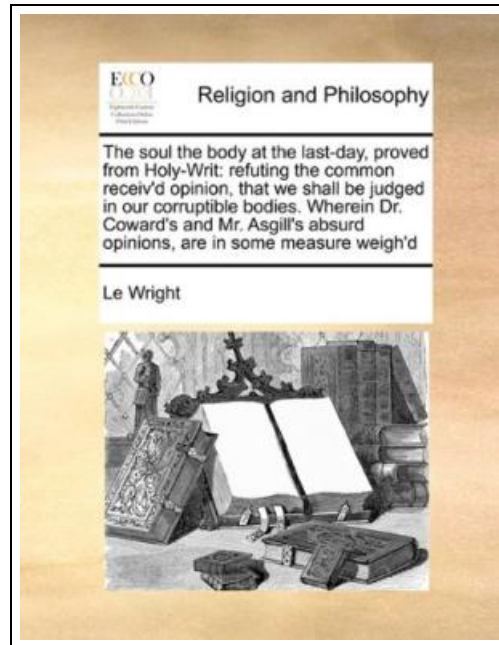 ECCO
Religion and Philosophy
The soul the body at the last-day, proved
from Holy-Writ: refuting the common
receiv'd opinion, that we shall be judged
in our corruptible bodies. Wherein Dr.
Coward's and Mr. Asgill's absurd
opinions, are in some measure weigh'd
Le Wright